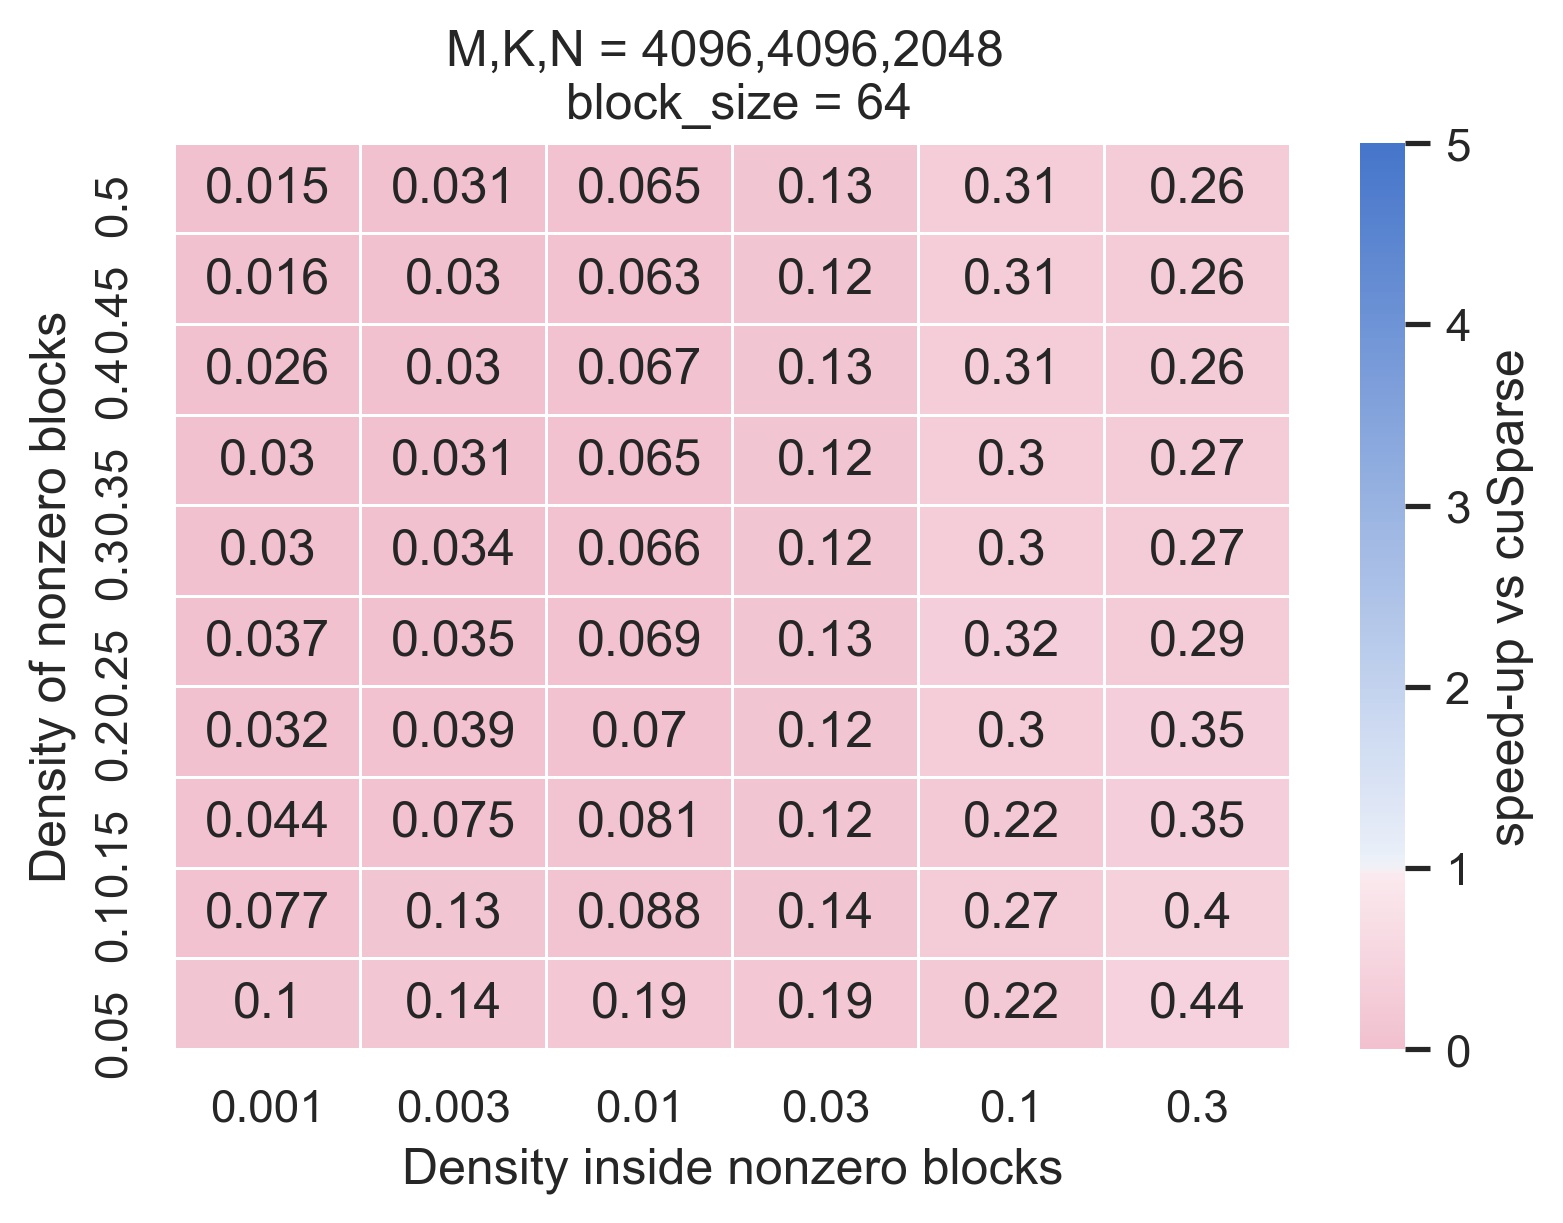 M,K,N = 4096,4096,2048
block_size = 64
Density of nonzero blocks
0.5 0.015 0.031 0.065 0.13 0.31 0.26
0.45 0.016 0.03 0.063 0.12 0.31 0.26
0.4 0.026 0.03 0.067 0.13 0.31 0.26
0.35 0.03 0.031 0.065 0.12 0.3 0.27
0.3 0.03 0.034 0.066 0.12 0.3 0.27
0.25 0.037 0.035 0.069 0.13 0.32 0.29
0.2 0.032 0.039 0.07 0.12 0.3 0.35
0.15 0.044 0.075 0.081 0.12 0.22 0.35
0.1 0.077 0.13 0.088 0.14 0.27 0.4
0.05 0.1 0.14 0.19 0.19 0.22 0.44
0.001 0.003 0.01 0.03 0.1 0.3
Density inside nonzero blocks
5
4
3
2
1
0
speed-up vs cuSparse